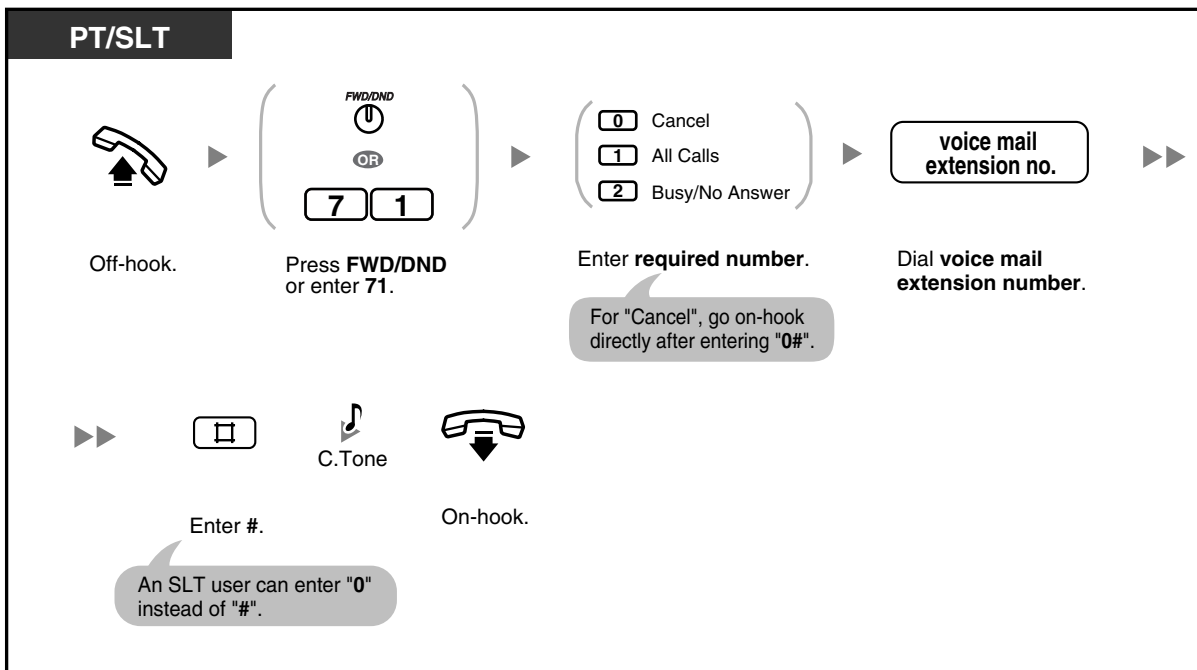 PT/SLT
Off-hook.
FWD/DND
OR
7 1
Press FWD/DND
or enter 71.
0 Cancel
1 All Calls
2 Busy/No Answer
Enter required number.
For "Cancel", go on-hook
directly after entering "0#".
voice mail
extension no.
Dial voice mail
extension number.
#
Enter #.
An SLT user can enter "0"
instead of "#".
C.Tone
On-hook.